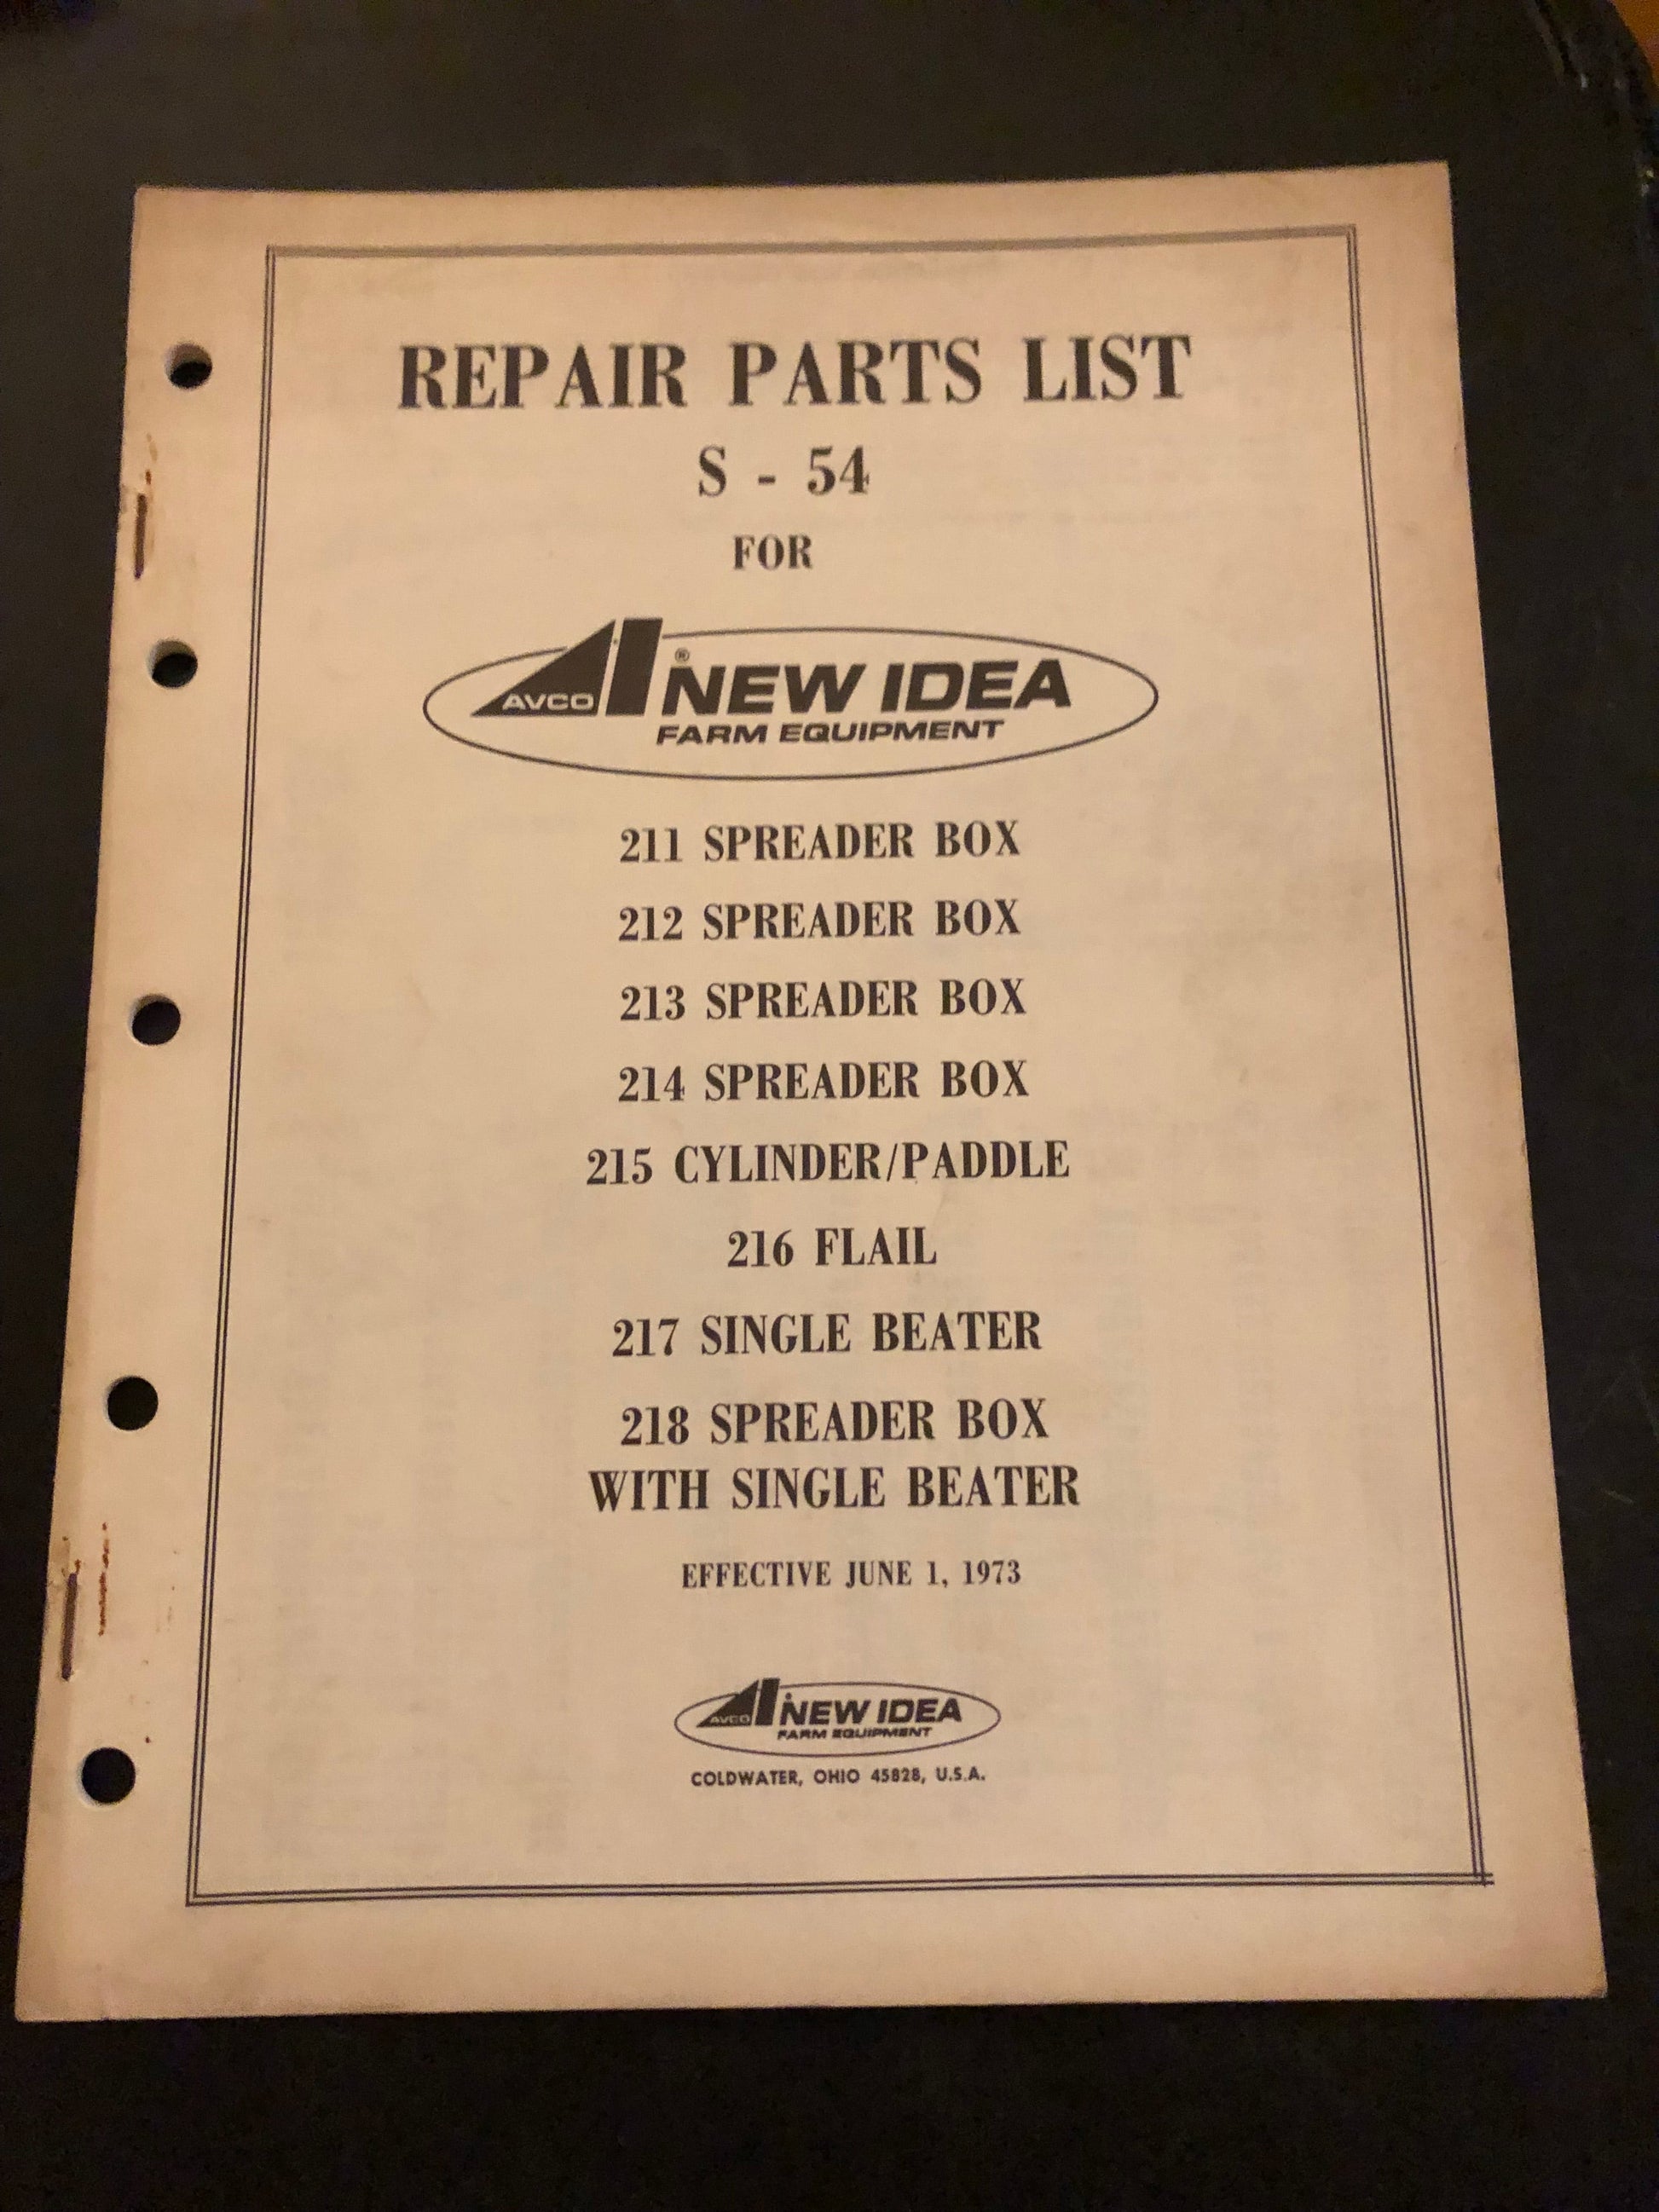 REPAIR PARTS LIST
S - 54
FOR
AVCO ® NEW IDEA
FARM EQUIPMENT
211 SPREADER BOX
212 SPREADER BOX
213 SPREADER BOX
214 SPREADER BOX
215 CYLINDER/PADDLE
216 FLAIL
217 SINGLE BEATER
218 SPREADER BOX
WITH SINGLE BEATER
EFFECTIVE JUNE 1, 1973
AVCO NEW IDEA
FARM EQUIPMENT
COLDWATER, OHIO 45828, U.S.A.